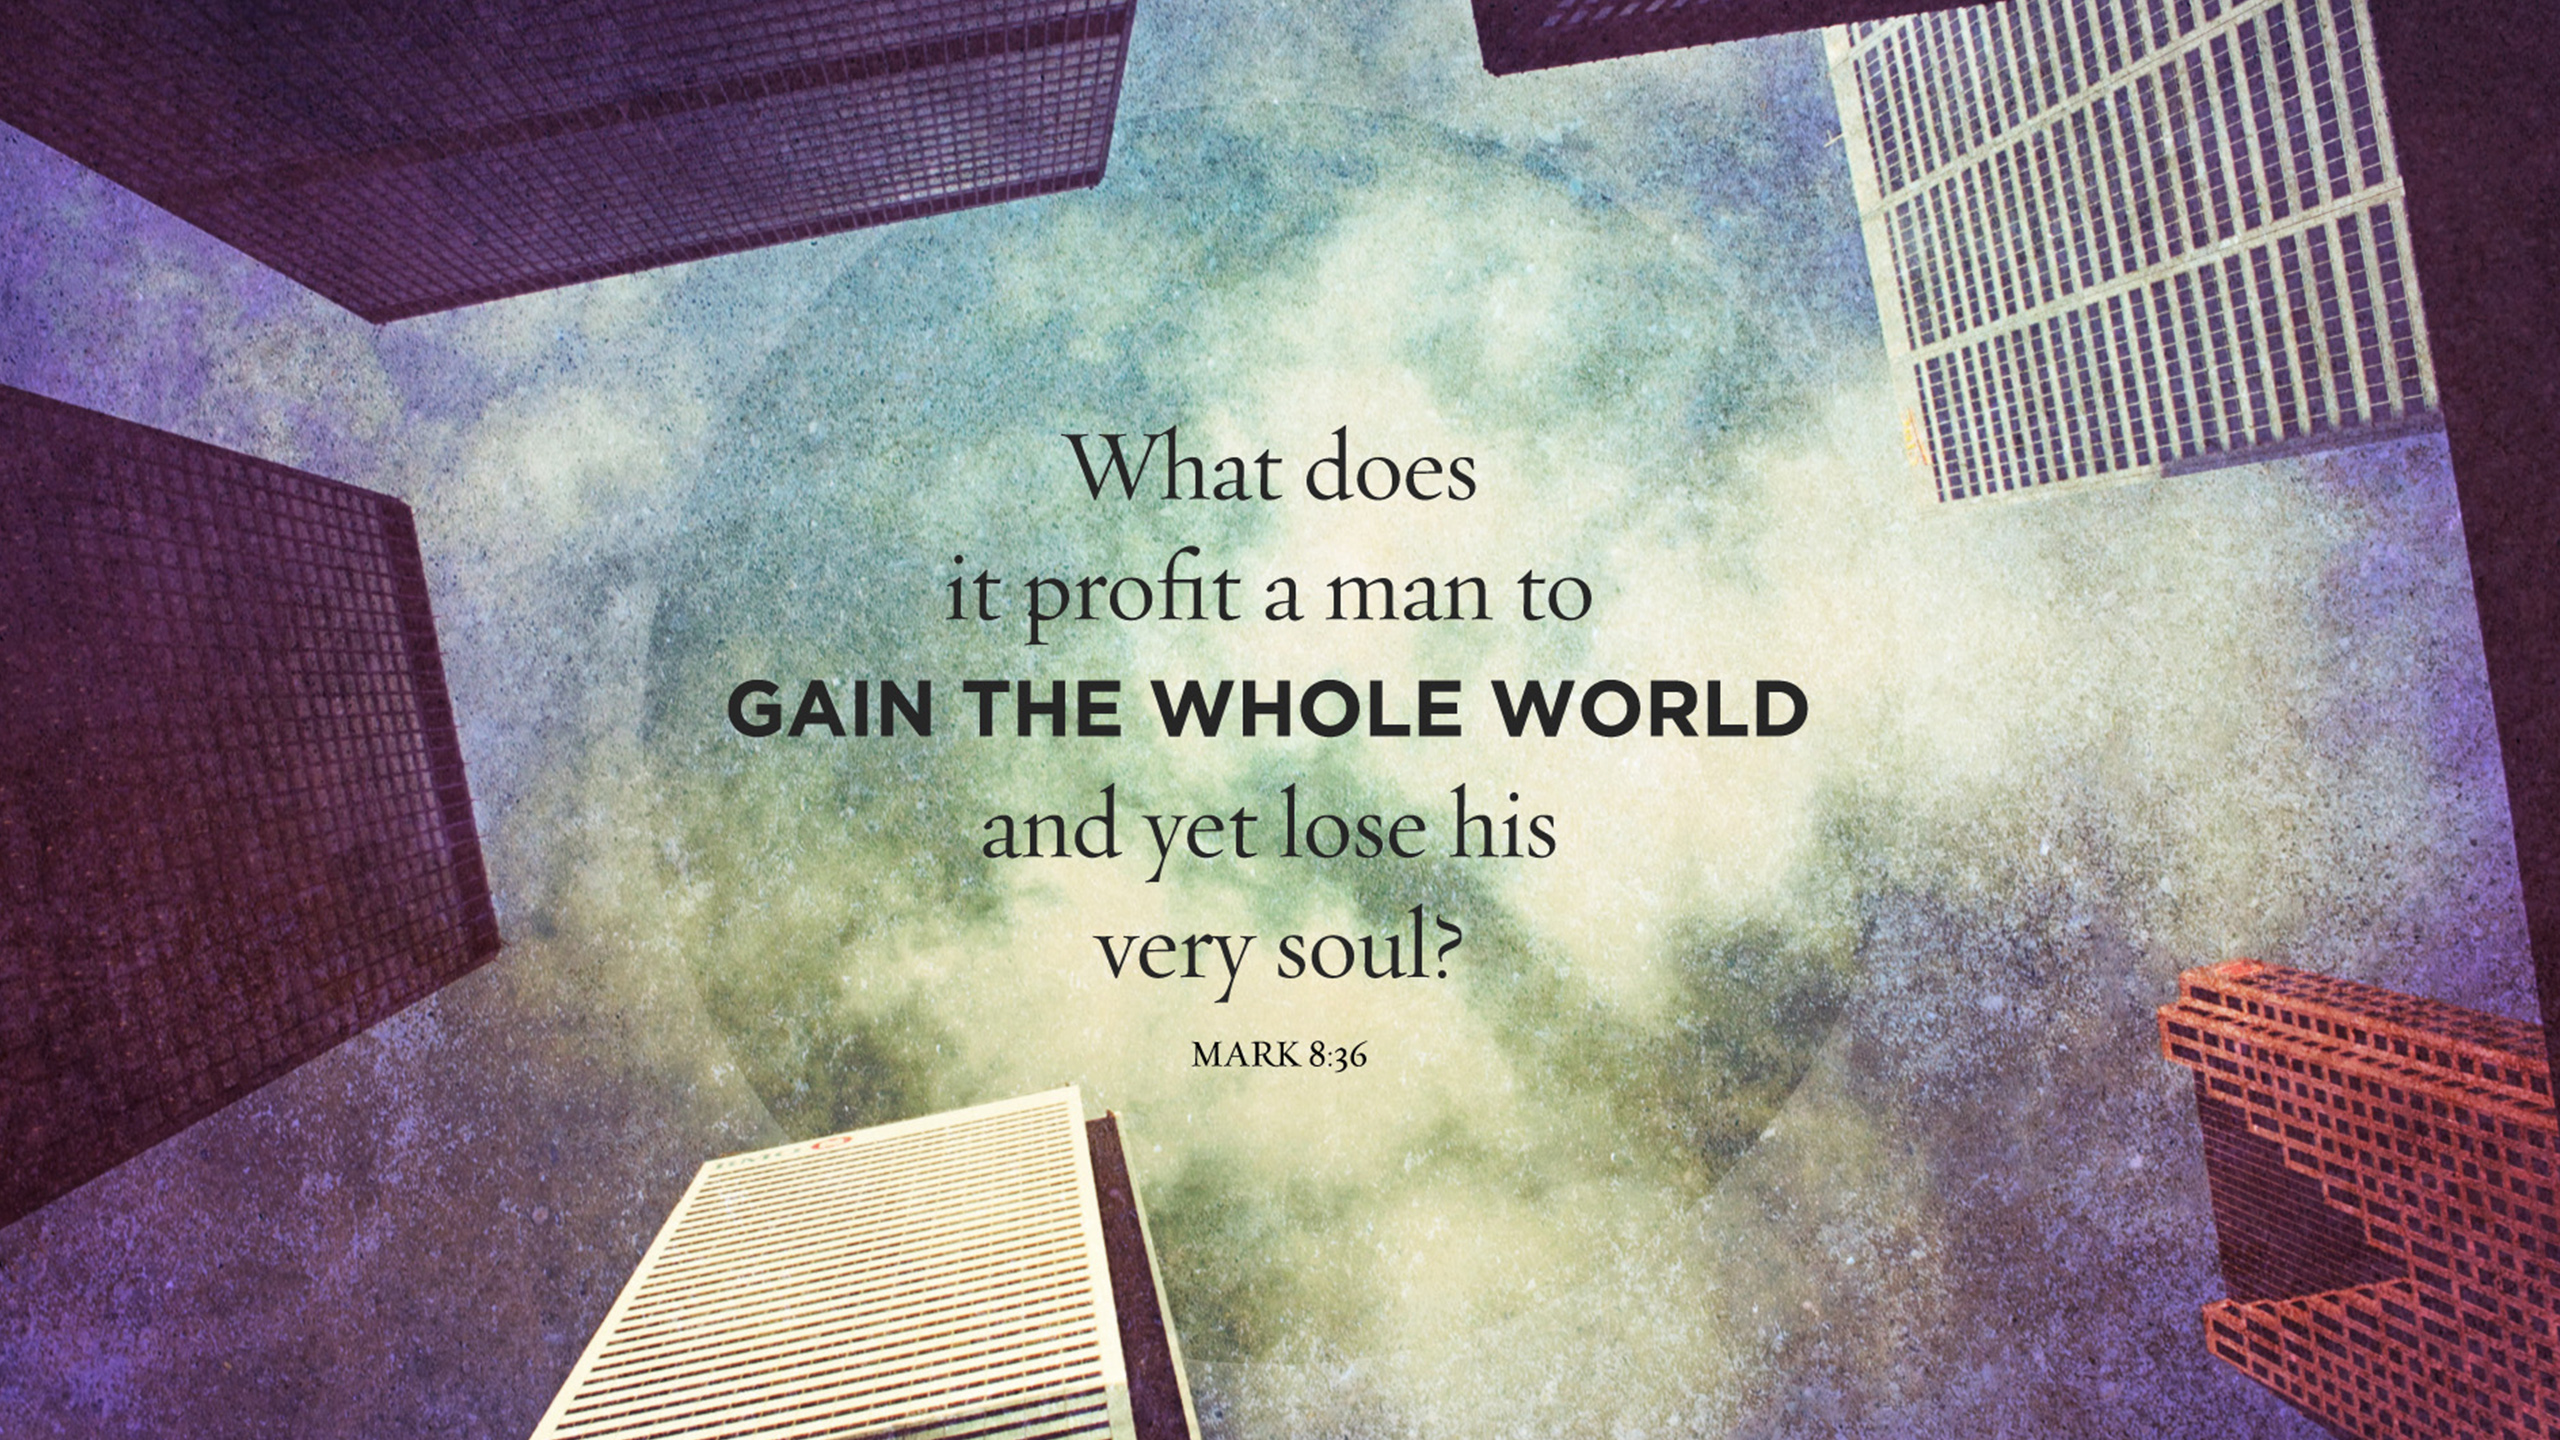 What does
it profit a man to
GAIN THE WHOLE WORLD
and yet lose his
very soul?
MARK 8:36